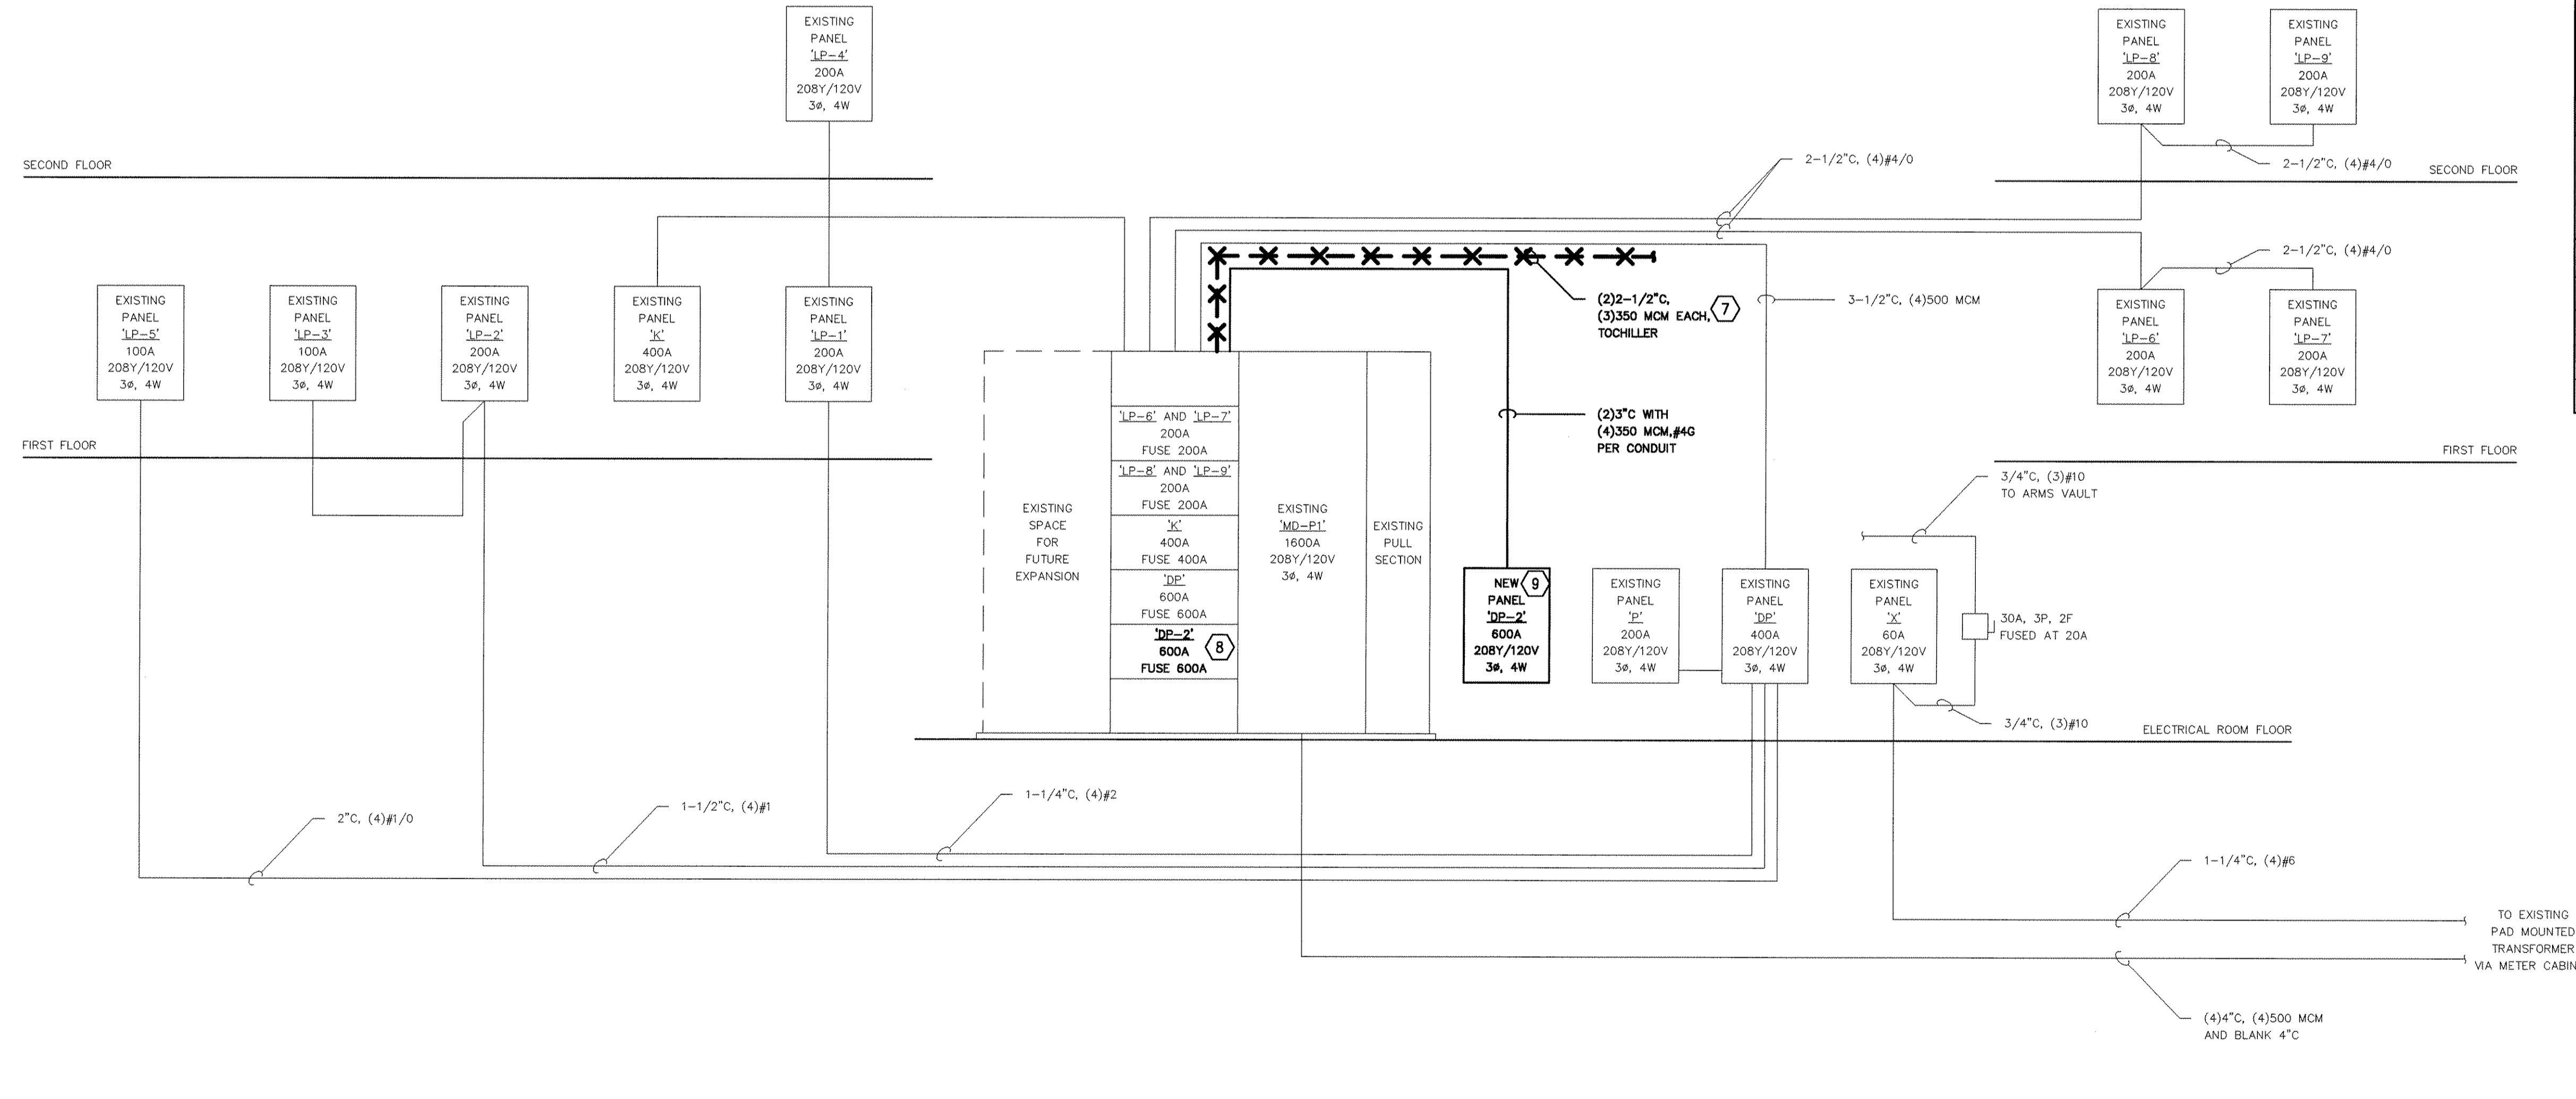 EXISTING
PANEL
'LP-4'
200A
208Y/120V
3ø, 4W
EXISTING
PANEL
'LP-8'
200A
208Y/120V
3ø, 4W
EXISTING
PANEL
'LP-9'
200A
208Y/120V
3ø, 4W
SECOND FLOOR
2-1/2"C, (4)#4/0
2-1/2"C, (4)#4/0
SECOND FLOOR
2-1/2"C, (4)#4/0
EXISTING
PANEL
'LP-5'
100A
208Y/120V
3ø, 4W
EXISTING
PANEL
'LP-3'
100A
208Y/120V
3ø, 4W
EXISTING
PANEL
'LP-2'
200A
208Y/120V
3ø, 4W
EXISTING
PANEL
'K'
400A
208Y/120V
3ø, 4W
EXISTING
PANEL
'LP-1'
200A
208Y/120V
3ø, 4W
(2)2-1/2"C,
(3)350 MCM EACH,
TOCHILLER
7
3-1/2"C, (4)500 MCM
EXISTING
PANEL
'LP-6'
200A
208Y/120V
3ø, 4W
EXISTING
PANEL
'LP-7'
200A
208Y/120V
3ø, 4W
FIRST FLOOR
(2)3"C WITH
(4)350 MCM,#4G
PER CONDUIT
FIRST FLOOR
3/4"C, (3)#10
TO ARMS VAULT
EXISTING
SPACE
FOR
FUTURE
EXPANSION
'LP-6' AND 'LP-7'
200A
FUSE 200A
'LP-8' AND 'LP-9'
200A
FUSE 200A
'K'
400A
FUSE 400A
'DP'
600A
FUSE 600A
'DP-2'
600A
FUSE 600A
8
EXISTING
'MD-P1'
1600A
208Y/120V
3ø, 4W
EXISTING
PULL
SECTION
NEW
PANEL
'DP-2'
600A
208Y/120V
3ø, 4W
9
EXISTING
PANEL
'P'
200A
208Y/120V
3ø, 4W
EXISTING
PANEL
'DP'
400A
208Y/120V
3ø, 4W
EXISTING
PANEL
'X'
60A
208Y/120V
3ø, 4W
30A, 3P, 2F
FUSED AT 20A
3/4"C, (3)#10
ELECTRICAL ROOM FLOOR
2"C, (4)#1/0
1-1/2"C, (4)#1
1-1/4"C, (4)#2
1-1/4"C, (4)#6
TO EXISTING
PAD MOUNTED
TRANSFORMER
VIA METER CABIN
(4)4"C, (4)500 MCM
AND BLANK 4"C